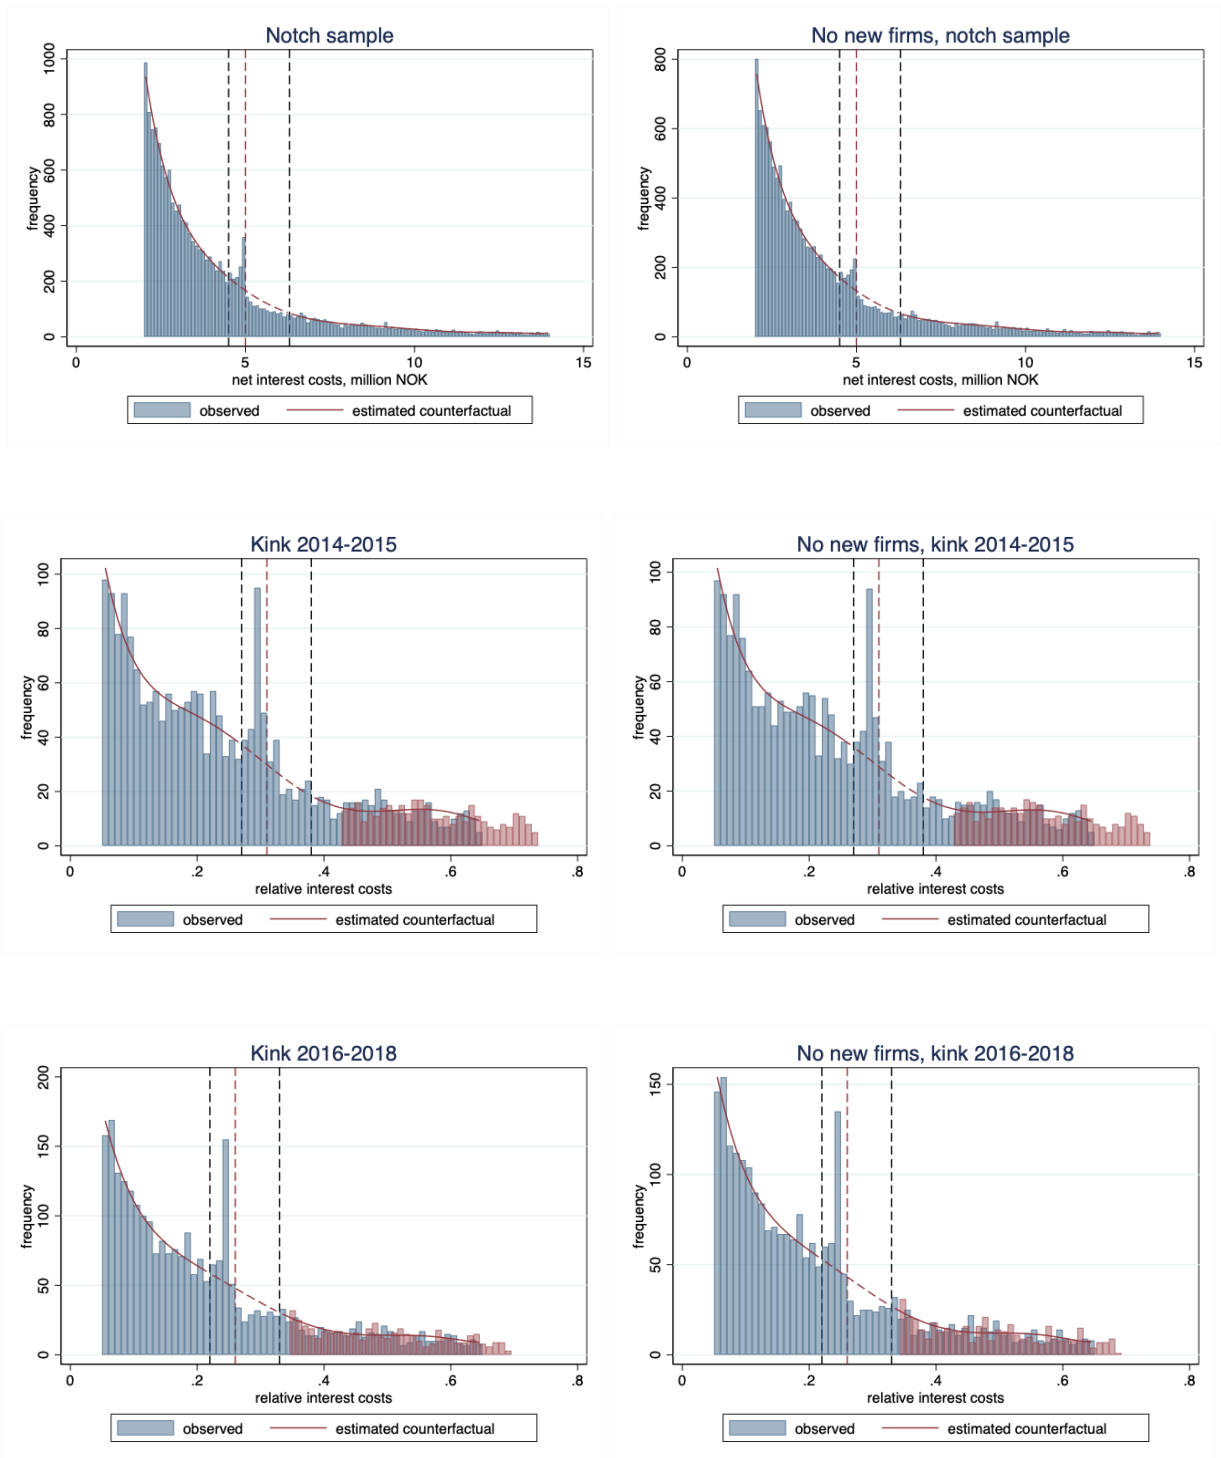 Notch sample
frequency
0
200
400
600
800
1000
0 5 10 15
net interest costs, million NOK
observed estimated counterfactual
No new firms, notch sample
frequency
0
200
400
600
800
0 5 10 15
net interest costs, million NOK
observed estimated counterfactual
Kink 2014-2015
frequency
0
20
40
60
80
100
0 .2 .4 .6 .8
relative interest costs
observed estimated counterfactual
No new firms, kink 2014-2015
frequency
0
20
40
60
80
100
0 .2 .4 .6 .8
relative interest costs
observed estimated counterfactual
Kink 2016-2018
frequency
0
50
100
150
200
0 .2 .4 .6 .8
relative interest costs
observed estimated counterfactual
No new firms, kink 2016-2018
frequency
0
50
100
150
0 .2 .4 .6 .8
relative interest costs
observed estimated counterfactual